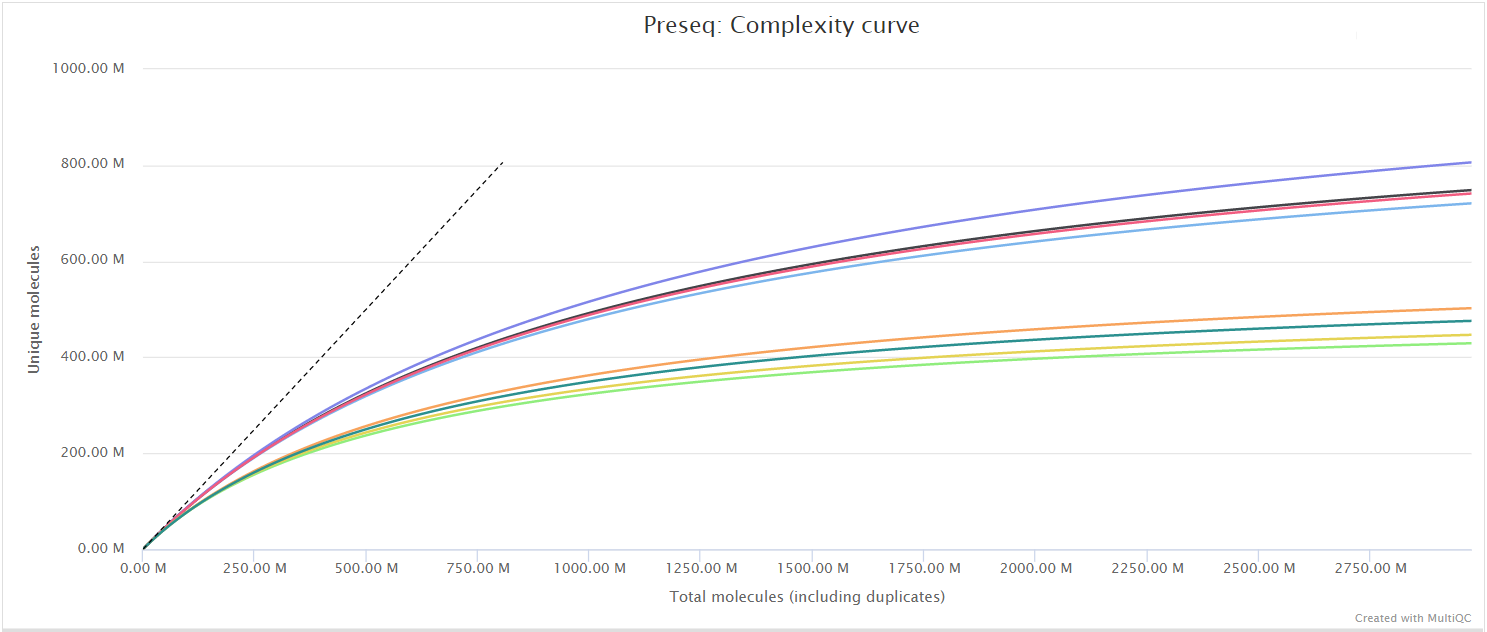 Preseq: Complexity curve
1000.00 M
800.00 M
600.00 M
400.00 M
200.00 M
0.00 M
Unique molecules
0.00 M 250.00 M 500.00 M 750.00 M 1000.00 M 1250.00 M 1500.00 M 1750.00 M 2000.00 M 2250.00 M 2500.00 M 2750.00 M
Total molecules (including duplicates)
Created with MultiQC